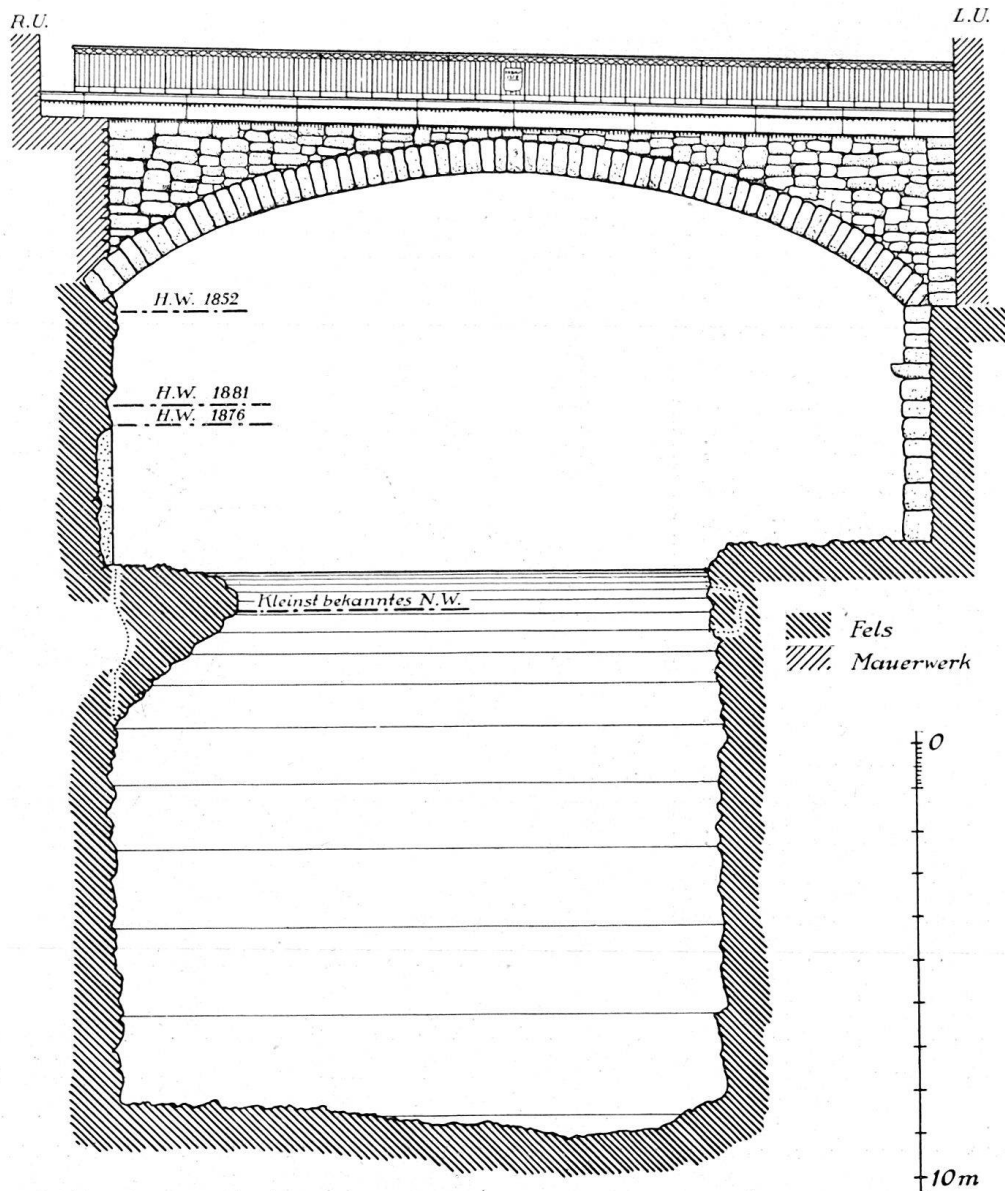 R.U.
L.U.
H.W. 1852
H.W. 1881
H.W. 1876
Kleinst bekanntes N.W.
Fels
Mauerwerk
0
10 m